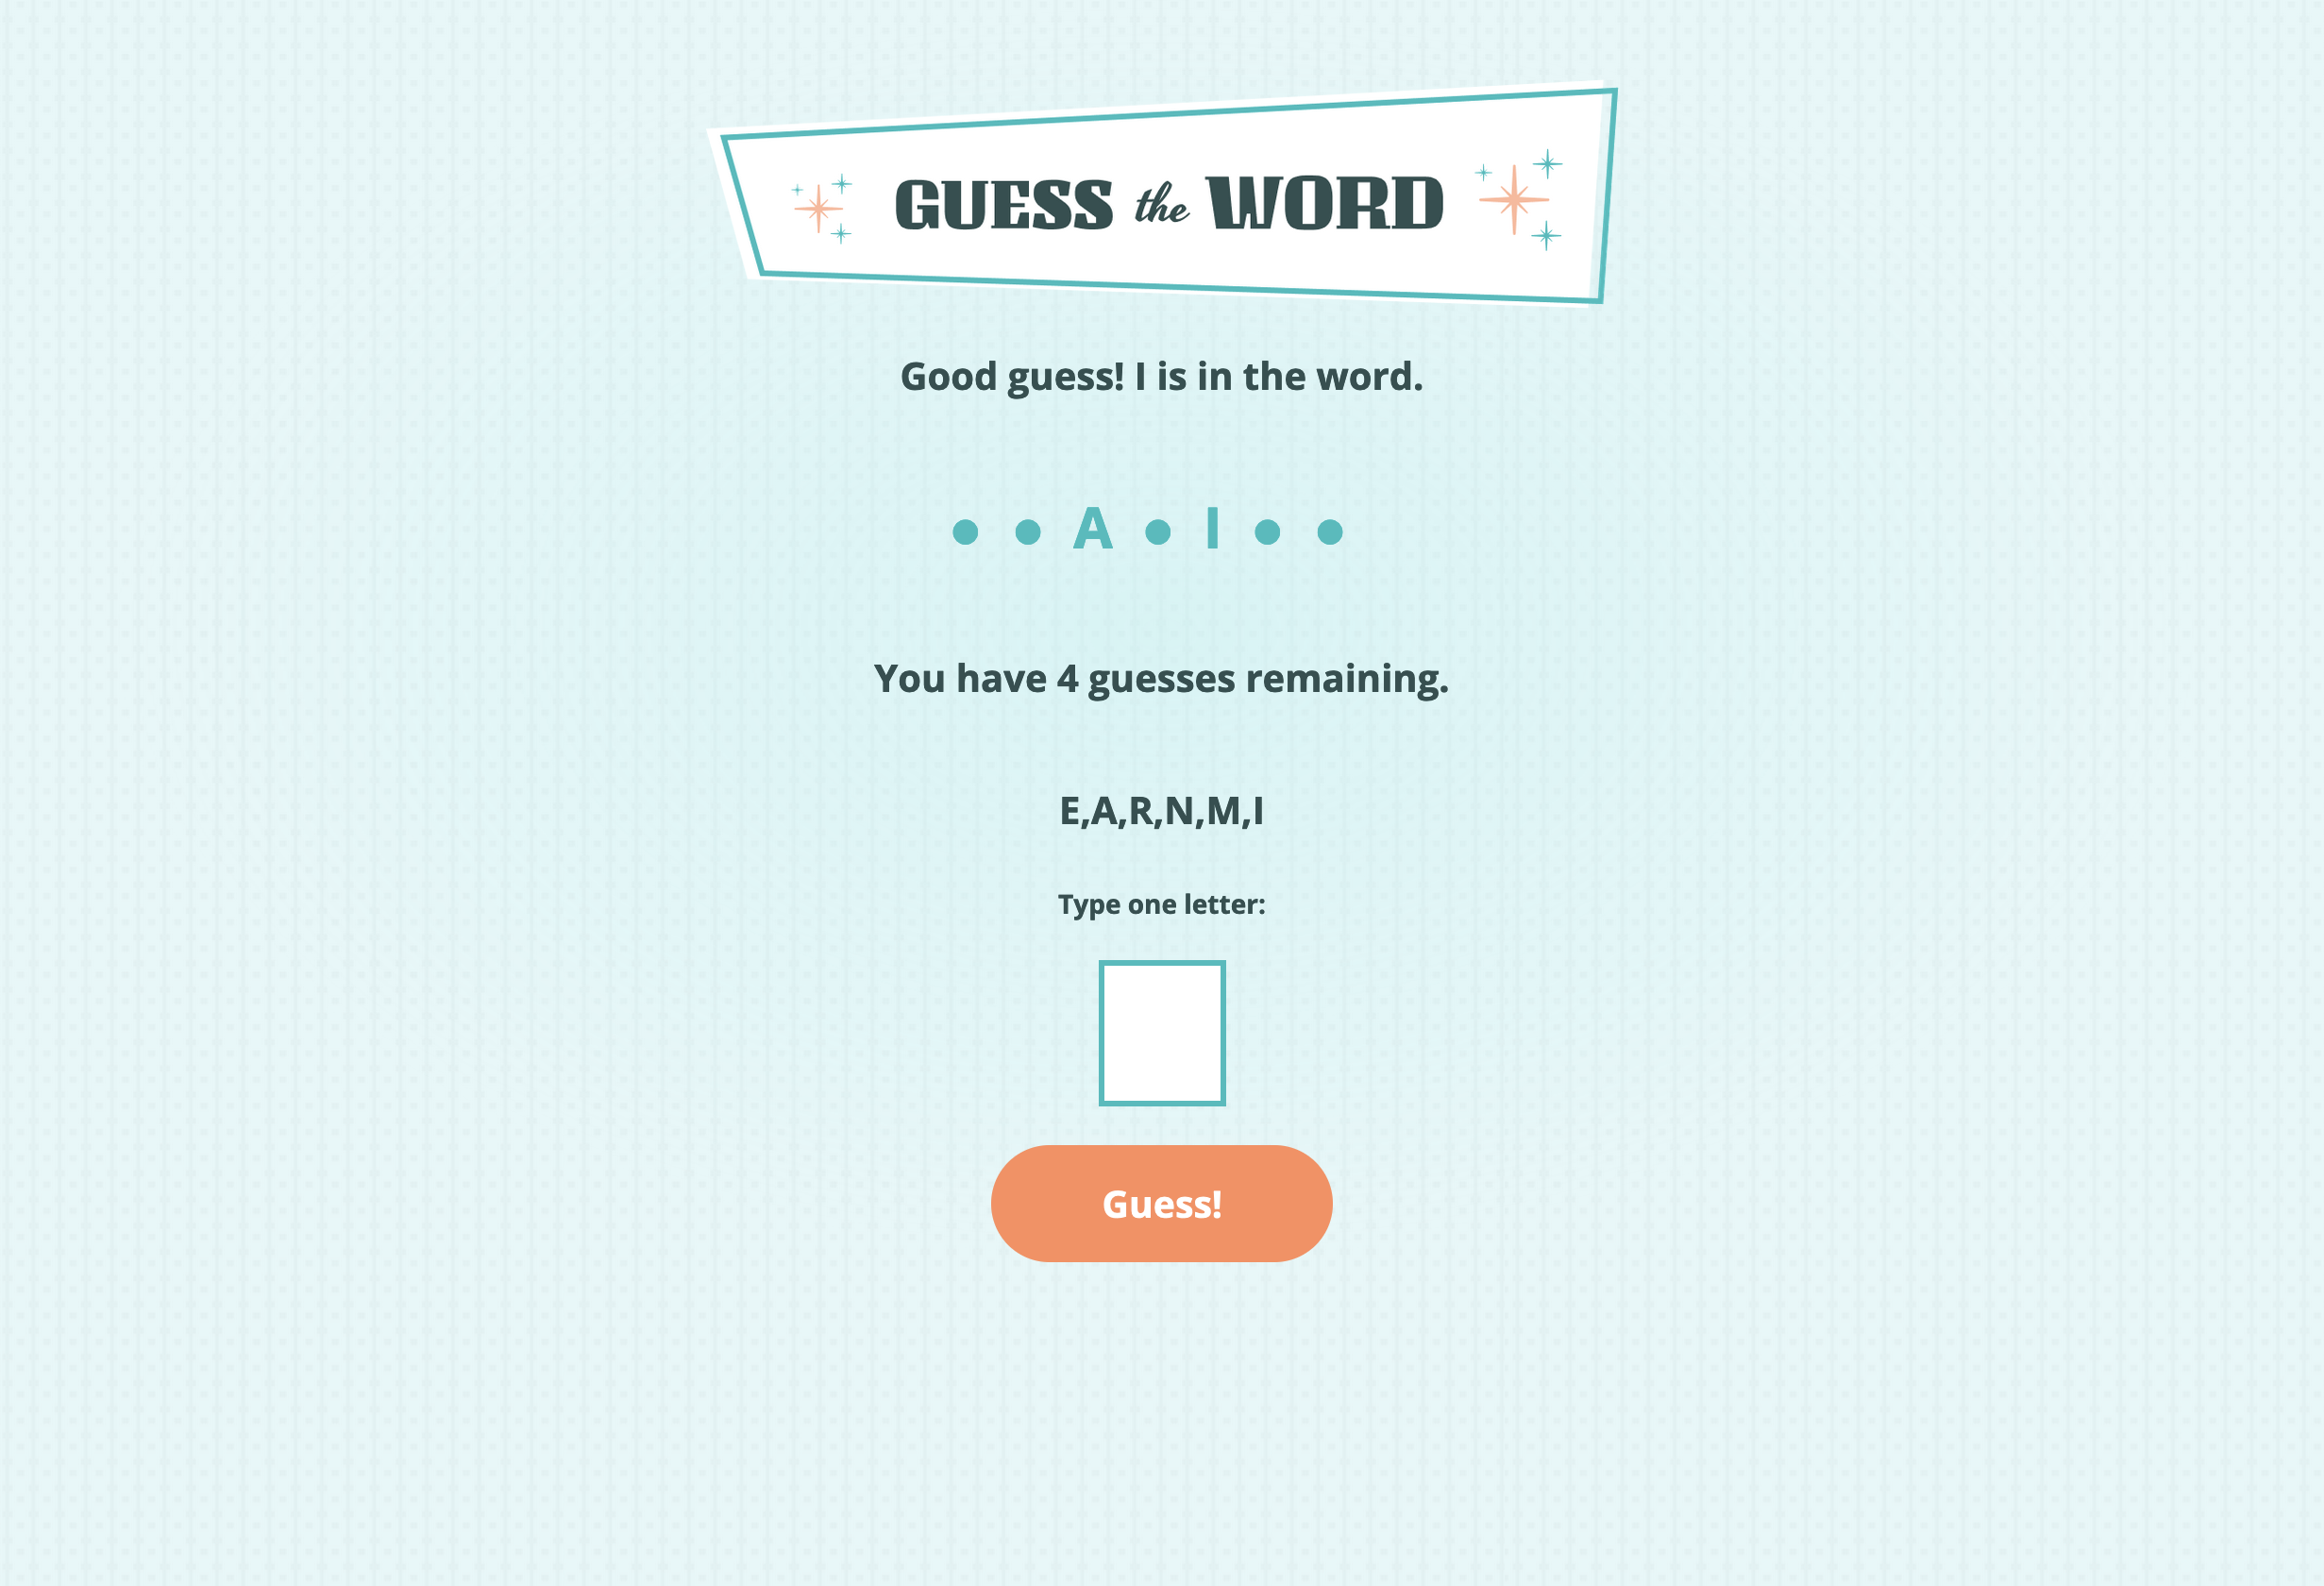 GUESS the WORD
Good guess! I is in the word.
● ● A ● I ● ●
You have 4 guesses remaining.
E,A,R,N,M,I
Type one letter:
Guess!